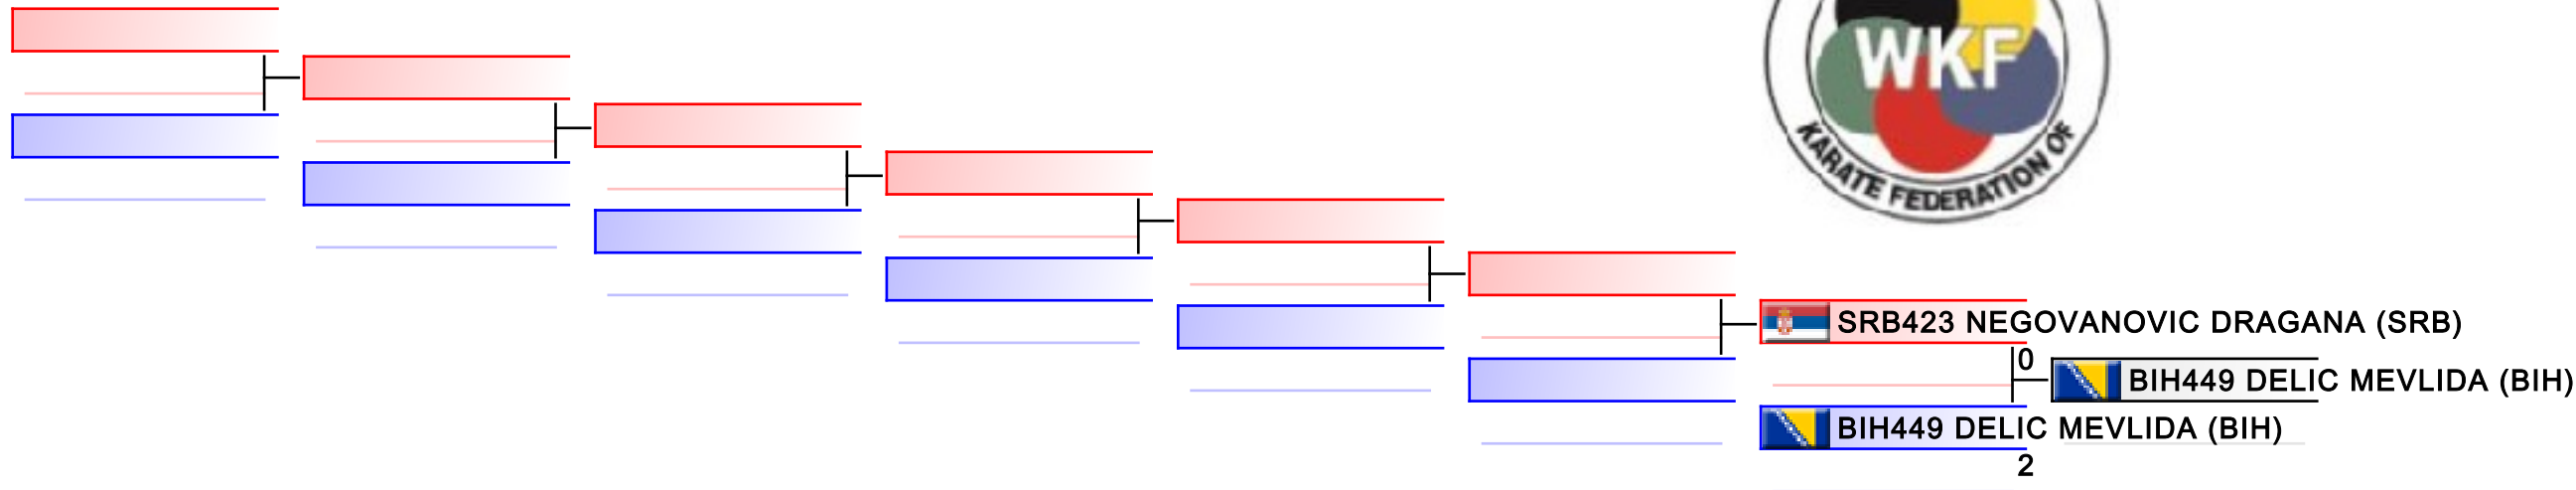 WKF
KARATE FEDERATION OF
SRB423 NEGOVANOVIC DRAGANA (SRB)
0
BIH449 DELIC MEVLIDA (BIH)
BIH449 DELIC MEVLIDA (BIH)
2